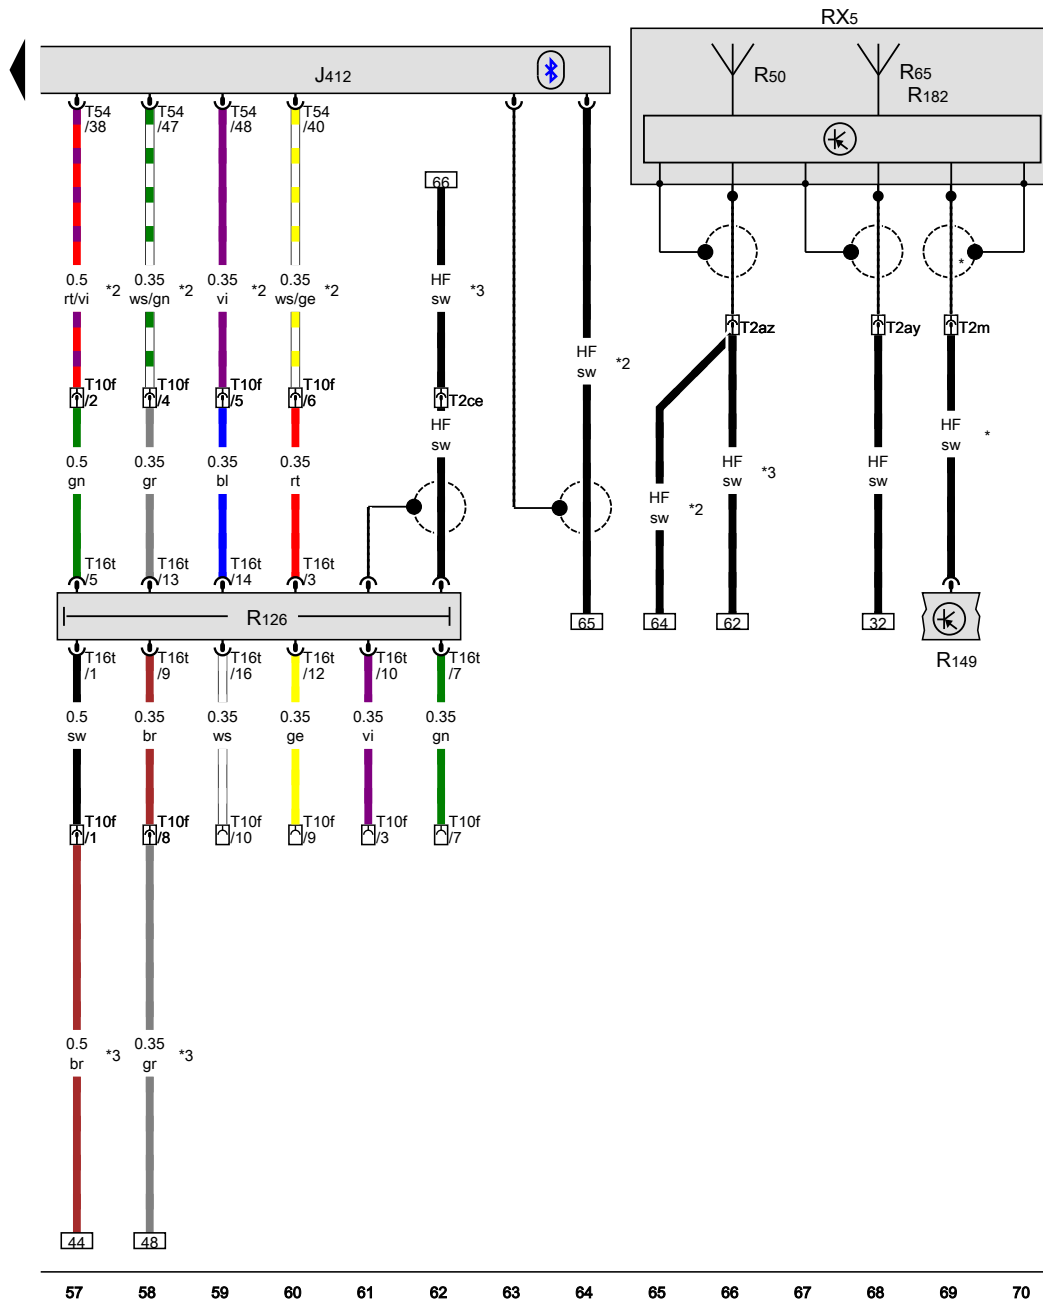 RX5
J412
R50
R65
R182
T54
/38
T54
/47
T54
/48
T54
/40
66
0.5
rt/vi
*2
0.35
ws/gn
*2
0.35
vi
*2
0.35
ws/ge
*2
HF
sw
*3
*
T2az
T2ay
T2m
HF
sw
*2
T10f
/2
T10f
/4
T10f
/5
T10f
/6
T2ce
HF
sw
HF
sw
*
0.5
gn
0.35
gr
0.35
bl
0.35
rt
HF
sw
*3
HF
sw
HF
sw
*2
T16t
/5
T16t
/13
T16t
/14
T16t
/3
R126
65
64
62
32
R149
T16t
/1
T16t
/9
T16t
/16
T16t
/12
T16t
/10
T16t
/7
0.5
sw
0.35
br
0.35
ws
0.35
ge
0.35
vi
0.35
gn
T10f
/1
T10f
/8
T10f
/10
T10f
/9
T10f
/3
T10f
/7
0.5
br
*3
0.35
gr
*3
44
48
57 58 59 60 61 62 63 64 65 66 67 68 69 70